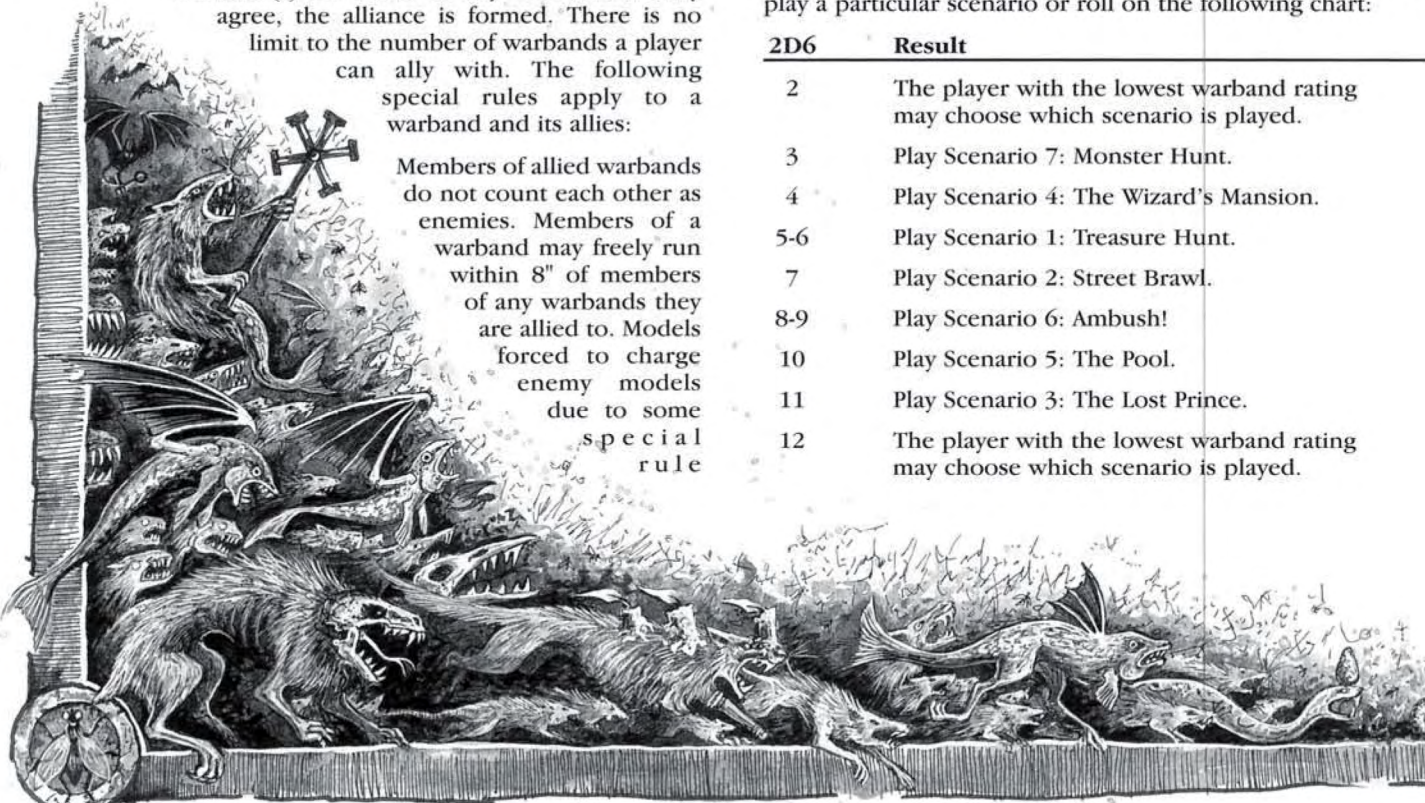 agree, the alliance is formed. There is no
limit to the number of warbands a player
can ally with. The following
special rules apply to a
warband and its allies:
Members of allied warbands
do not count each other as
enemies. Members of a
warband may freely run
within 8" of members
of any warbands they
are allied to. Models
forced to charge
enemy models
due to some
special
rule
play a particular scenario or roll on the following chart:
2D6 Result
2 The player with the lowest warband rating
may choose which scenario is played.
3 Play Scenario 7: Monster Hunt.
4 Play Scenario 4: The Wizard's Mansion.
5-6 Play Scenario 1: Treasure Hunt.
7 Play Scenario 2: Street Brawl.
8-9 Play Scenario 6: Ambush!
10 Play Scenario 5: The Pool.
11 Play Scenario 3: The Lost Prince.
12 The player with the lowest warband rating
may choose which scenario is played.